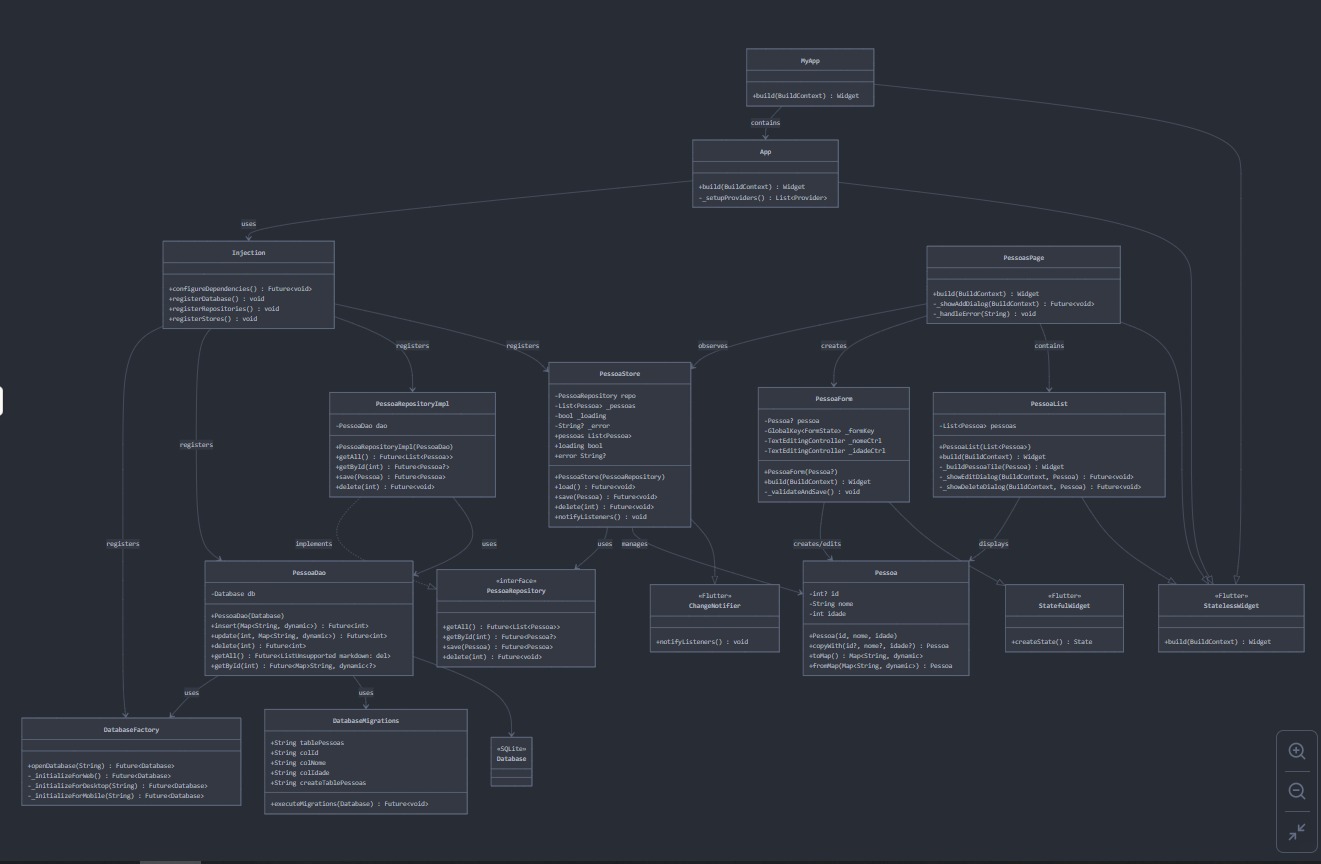 MyApp
+build(BuildContext) : Widget
contains
App
+build(BuildContext) : Widget
-_setupProviders() : List<Provider>
uses
Injection
+configureDependencies() : Future<void>
+registerDatabase() : void
+registerRepositories() : void
+registerStores() : void
PessoasPage
+build(BuildContext) : Widget
-_showAddDialog(BuildContext) : Future<void>
-_handleError(String) : void
registers
registers
observes
creates
contains
PessoaRepositoryImpl
-PessoaDao dao
+PessoaRepositoryImpl(PessoaDao)
+getAll() : Future<List<Pessoa>>
+getById(int) : Future<Pessoa?>
+save(Pessoa) : Future<Pessoa>
+delete(int) : Future<void>
PessoaStore
-PessoaRepository repo
-List<Pessoa> _pessoas
-bool _loading
-String? _error
+pessoas List<Pessoa>
+loading bool
+error String?
+PessoaStore(PessoaRepository)
+load() : Future<void>
+save(Pessoa) : Future<void>
+delete(int) : Future<void>
+notifyListeners() : void
PessoaForm
-Pessoa? pessoa
-GlobalKey<FormState> _formKey
-TextEditingController _nomeCtrl
-TextEditingController _idadeCtrl
+PessoaForm(Pessoa?)
+build(BuildContext) : Widget
-_validateAndSave() : void
PessoaList
-List<Pessoa> pessoas
+PessoaList(List<Pessoa>)
+build(BuildContext) : Widget
-_buildPessoaTile(Pessoa) : Widget
-_showEditDialog(BuildContext, Pessoa) : Future<void>
-_showDeleteDialog(BuildContext, Pessoa) : Future<void>
registers
registers
implements
uses
uses
manages
creates/edits
displays
PessoaDao
-Database db
+PessoaDao(Database)
+insert(Map<String, dynamic>) : Future<int>
+update(int, Map<String, dynamic>) : Future<int>
+delete(int) : Future<int>
+getAll() : Future<ListUnsupported markdown: del>
+getById(int) : Future<Map>String, dynamic<?>
«interface»
PessoaRepository
+getAll() : Future<List<Pessoa>>
+getById(int) : Future<Pessoa?>
+save(Pessoa) : Future<Pessoa>
+delete(int) : Future<void>
«Flutter»
ChangeNotifier
+notifyListeners() : void
Pessoa
-int? id
-String nome
-int idade
+Pessoa(id, nome, idade)
+copyWith(id?, nome?, idade?) : Pessoa
+toMap() : Map<String, dynamic>
+fromMap(Map<String, dynamic>) : Pessoa
«Flutter»
StatefulWidget
+createState() : State
«Flutter»
StatelessWidget
+build(BuildContext) : Widget
uses
uses
DatabaseFactory
+openDatabase(String) : Future<Database>
-_initializeForWeb() : Future<Database>
-_initializeForDesktop(String) : Future<Database>
-_initializeForMobile(String) : Future<Database>
DatabaseMigrations
+String tablePessoas
+String colId
+String colNome
+String colIdade
+String createTablePessoas
+executeMigrations(Database) : Future<void>
«SQLite»
Database